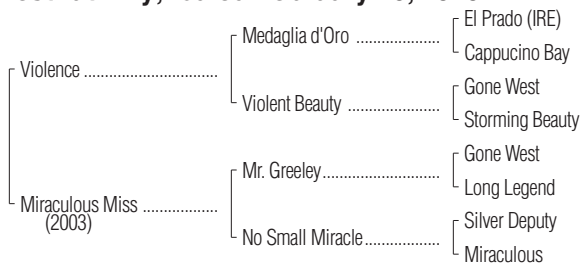 El Prado (IRE)
Medaglia d'Oro ........................
Cappucino Bay
Violence ...................................
Gone West
Violent Beauty ........................
Storming Beauty
Gone West
Mr. Greeley..............................
Long Legend
Miraculous Miss ....................
(2003)
Silver Deputy
No Small Miracle....................
Miraculous